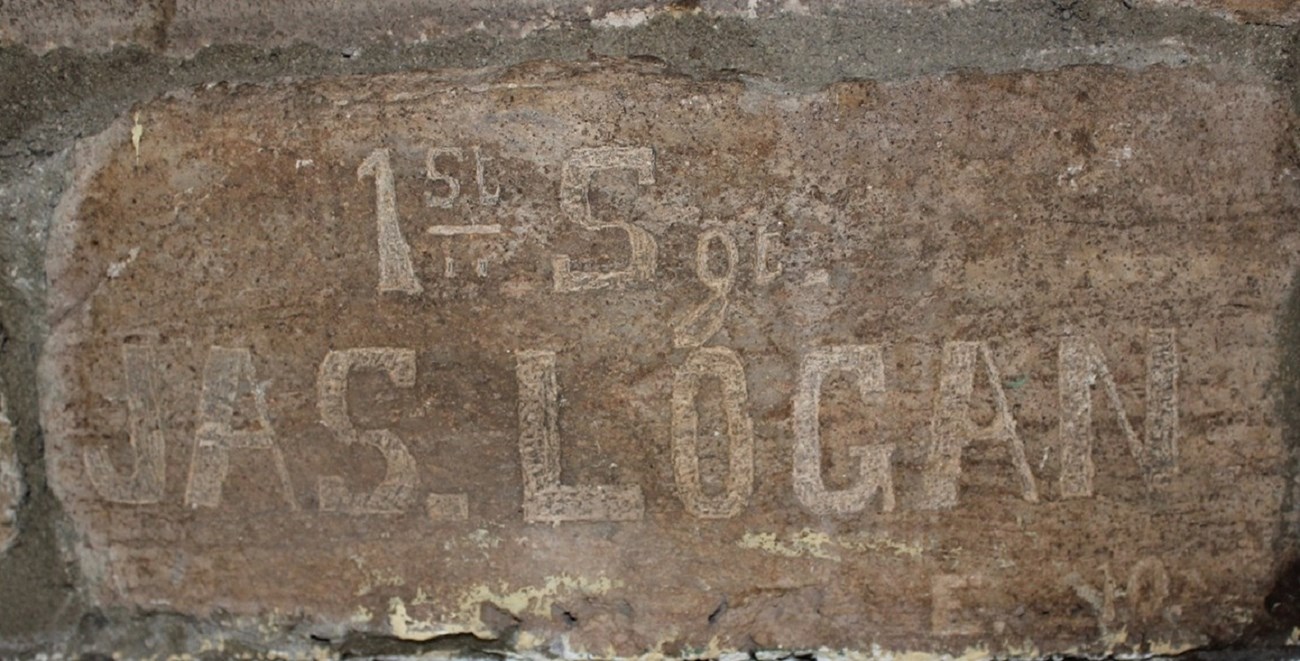 1st Sgt.
JAS. LOGAN
E.